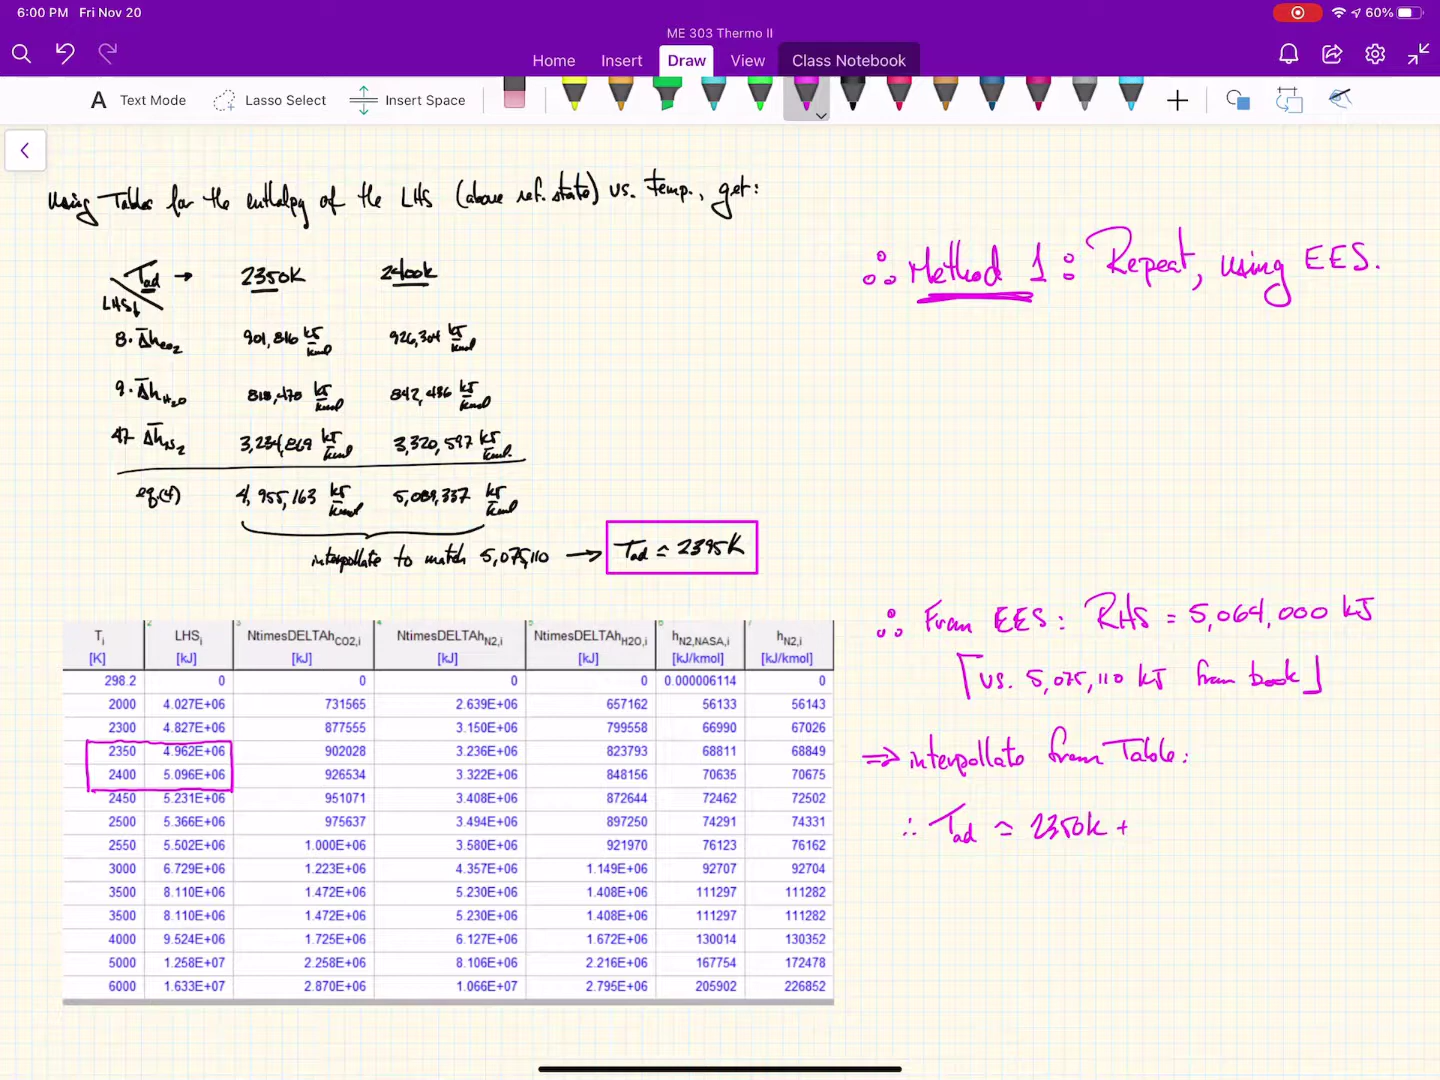 6:00 PM Fri Nov 20
60%
ME 303 Thermo II
Home Insert Draw View Class Notebook
Text Mode Lasso Select Insert Space
Using Tables for the enthalpy of the LHS (above ref. state) vs. temp., get:
Tad → 2350K 2400K
LHS↓
8·Δh̄CO2 901,816 kJ/kmol 926,304 kJ/kmol
9·Δh̄H2O 818,478 kJ/kmol 842,436 kJ/kmol
47 Δh̄N2 3,234,869 kJ/kmol 3,320,597 kJ/kmol
eq.(4) 4,955,163 kJ/kmol 5,089,337 kJ/kmol
interpollate to match 5,075,110 → Tad ≈ 2395K
∴ Method 1: Repeat, using EES.
Ti LHSi NtimesDELTAhCO2,i NtimesDELTAhN2,i NtimesDELTAhH2O,i hN2,NASA,i hN2,i
[K] [kJ] [kJ] [kJ] [kJ] [kJ/kmol] [kJ/kmol]
298.2 0 0 0 0 0.000006114 0
2000 4.027E+06 731565 2.639E+06 657162 56133 56143
2300 4.827E+06 877555 3.150E+06 799558 66990 67026
2350 4.962E+06 902028 3.236E+06 823793 68811 68849
2400 5.096E+06 926534 3.322E+06 848156 70635 70675
2450 5.231E+06 951071 3.408E+06 872644 72462 72502
2500 5.366E+06 975637 3.494E+06 897250 74291 74331
2550 5.502E+06 1.000E+06 3.580E+06 921970 76123 76162
3000 6.729E+06 1.223E+06 4.357E+06 1.149E+06 92707 92704
3500 8.110E+06 1.472E+06 5.230E+06 1.408E+06 111297 111282
3500 8.110E+06 1.472E+06 5.230E+06 1.408E+06 111297 111282
4000 9.524E+06 1.725E+06 6.127E+06 1.672E+06 130014 130352
5000 1.258E+07 2.258E+06 8.106E+06 2.216E+06 167754 172478
6000 1.633E+07 2.870E+06 1.066E+07 2.795E+06 205902 226852
∴ From EES: RHS = 5,064,000 kJ
[vs. 5,075,110 kJ from book]
⇒ interpollate from Table:
∴ Tad ≈ 2350K +